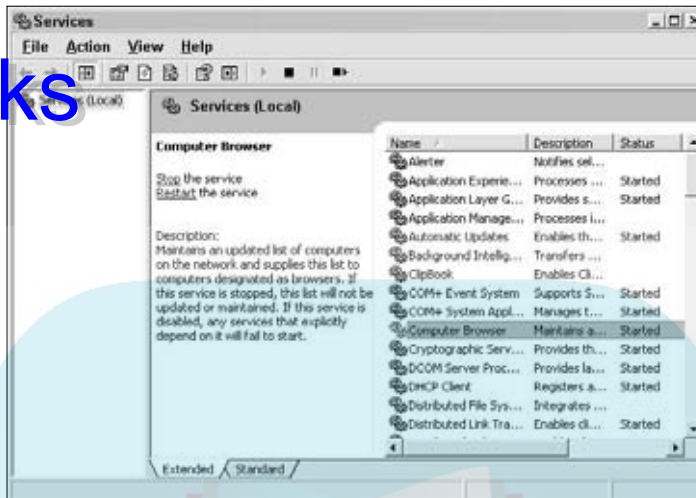 Services
File Action View Help
ks
Services (Local)
Services (Local)
Computer Browser
Stop the service
Restart the service
Description:
Maintains an updated list of computers
on the network and supplies this list to
computers designated as browsers. If
this service is stopped, this list will not be
updated or maintained. If this service is
disabled, any services that explicitly
depend on it will fail to start.
Name Description Status
Alerter Notifies sel...
Application Experie... Processes ... Started
Application Layer G... Provides s... Started
Application Manage... Processes i...
Automatic Updates Enables th... Started
Background Intellig... Transfers ...
ClipBook Enables Cli...
COM+ Event System Supports S... Started
COM+ System Appl... Manages t... Started
Computer Browser Maintains a... Started
Cryptographic Serv... Provides th... Started
DCOM Server Proc... Provides la... Started
DHCP Client Registers a... Started
Distributed File Sys... Integrates ...
Distributed Link Tra... Enables cli... Started
Extended Standard